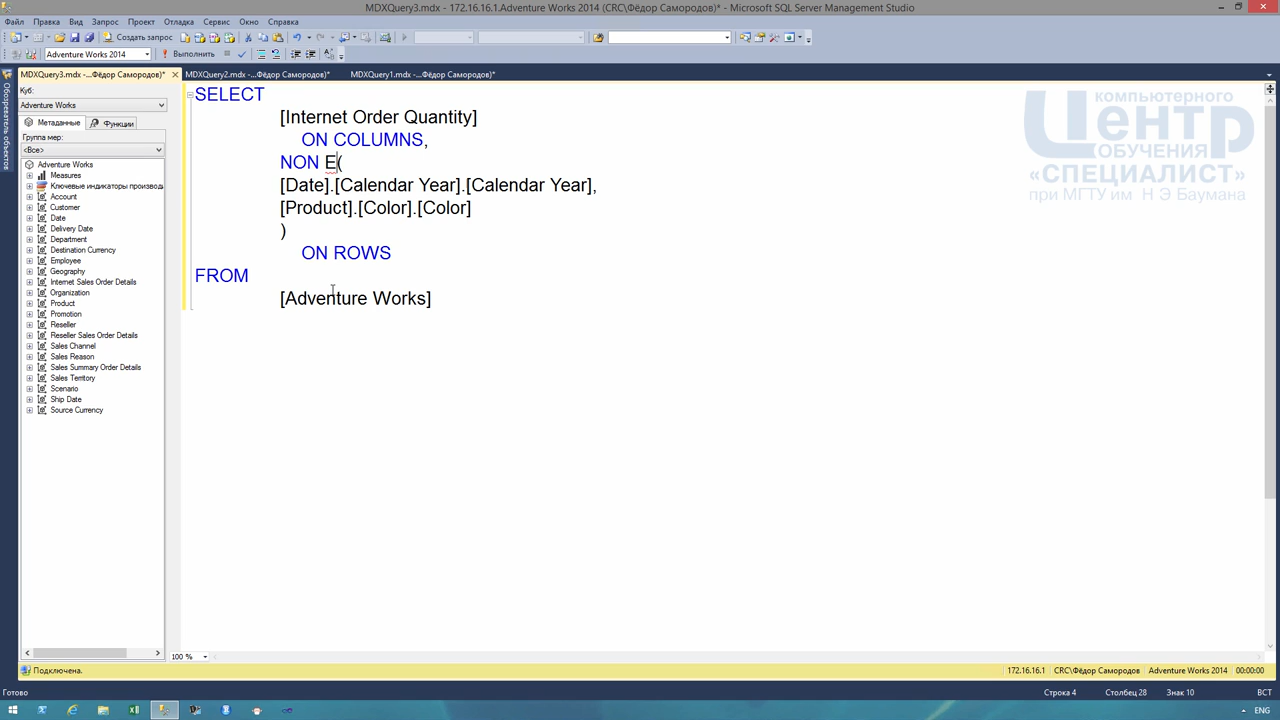 MDXQuery3.mdx - 172.16.16.1.Adventure Works 2014 (CRC\Фёдор Самородов)* - Microsoft SQL Server Management Studio
Файл Правка Вид Запрос Проект Отладка Сервис Окно Справка
Создать запрос
Adventure Works 2014 Выполнить
MDXQuery3.mdx -...Фёдор Самородов)* MDXQuery2.mdx -...Фёдор Самородов)* MDXQuery1.mdx -...Фёдор Самородов)*
Обозреватель объектов
Куб:
Adventure Works
Метаданные Функции
Группа мер:
<Все>
Adventure Works
Measures
Ключевые индикаторы производи
Account
Customer
Date
Delivery Date
Department
Destination Currency
Employee
Geography
Internet Sales Order Details
Organization
Product
Promotion
Reseller
Reseller Sales Order Details
Sales Channel
Sales Reason
Sales Summary Order Details
Sales Territory
Scenario
Ship Date
Source Currency
SELECT
[Internet Order Quantity]
ON COLUMNS,
NON E(
[Date].[Calendar Year].[Calendar Year],
[Product].[Color].[Color]
)
ON ROWS
FROM
[Adventure Works]
компьютерного
Центр
ОБУЧЕНИЯ
«СПЕЦИАЛИСТ»
при МГТУ им Н Э Баумана
100 %
Подключена. 172.16.16.1 CRC\Фёдор Самородов Adventure Works 2014 00:00:00
Готово Строка 4 Столбец 28 Знак 10 ВСТ
ENG